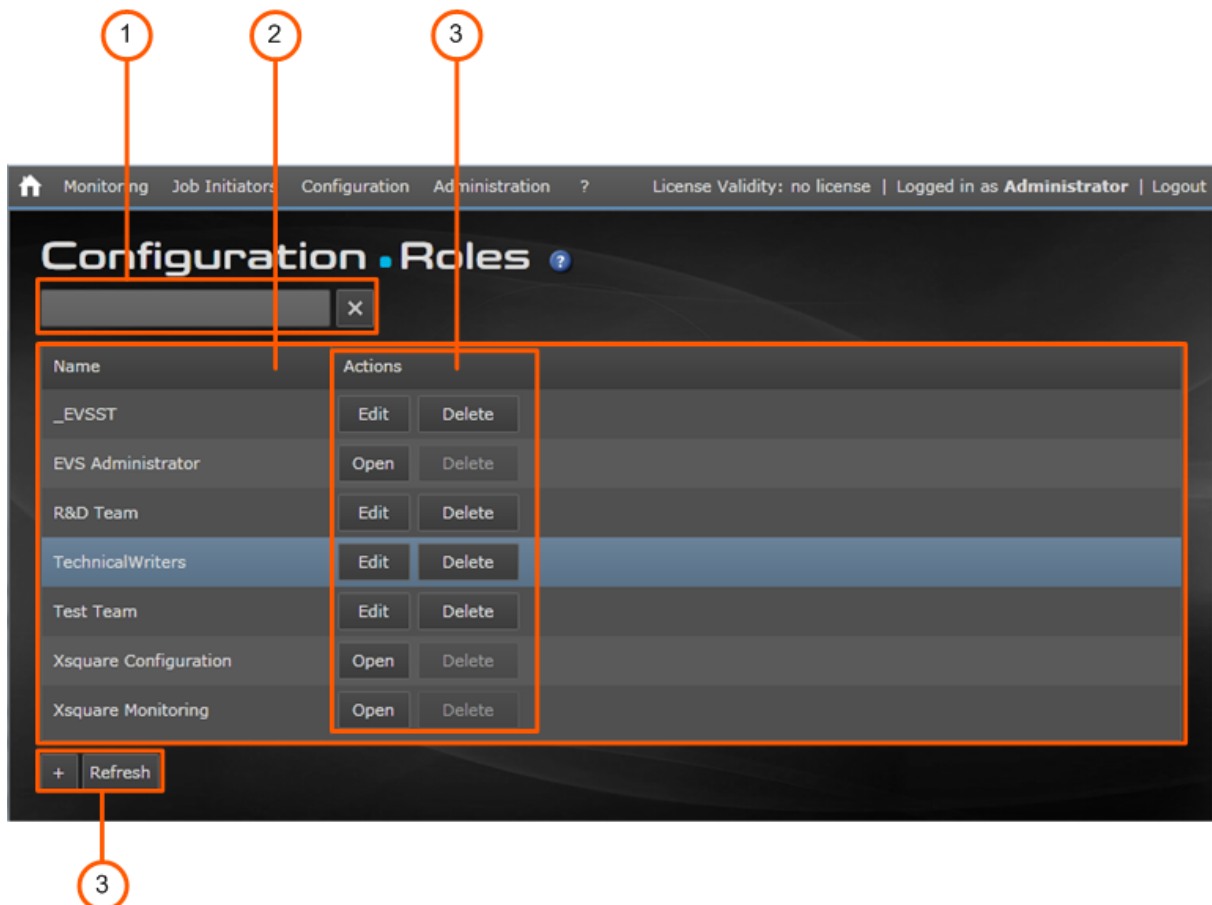 1 2 3
Monitoring Job Initiators Configuration Administration ? License Validity: no license | Logged in as Administrator | Logout
Configuration.Roles ?
×
Name Actions
_EVSST Edit Delete
EVS Administrator Open Delete
R&D Team Edit Delete
TechnicalWriters Edit Delete
Test Team Edit Delete
Xsquare Configuration Open Delete
Xsquare Monitoring Open Delete
+ Refresh
3